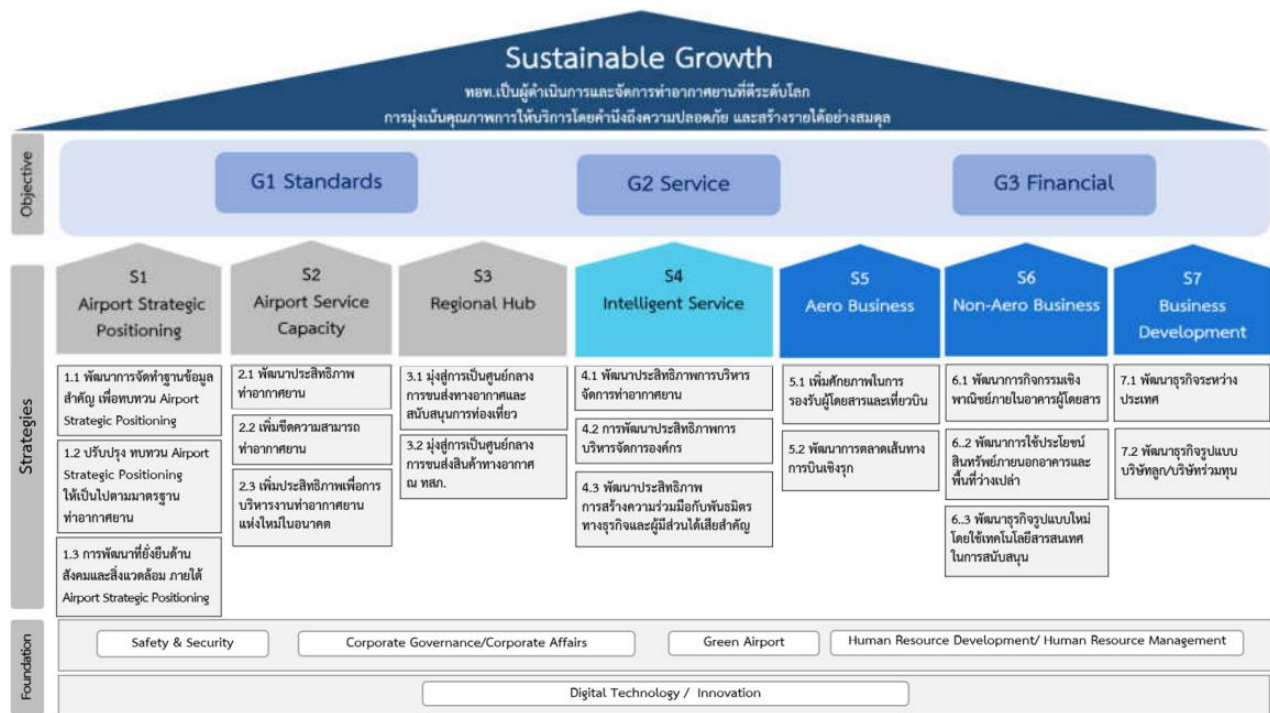 Sustainable Growth
ทอท.เป็นผู้ดำเนินการและจัดการท่าอากาศยานที่ดีระดับโลก
การมุ่งเน้นคุณภาพการให้บริการโดยคำนึงถึงความปลอดภัย และสร้างรายได้อย่างสมดุล
Objective
G1 Standards
G2 Service
G3 Financial
Strategies
S1
Airport Strategic
Positioning
1.1 พัฒนาการจัดทำฐานข้อมูล
สำคัญ เพื่อทบทวน Airport
Strategic Positioning
1.2 ปรับปรุง ทบทวน Airport
Strategic Positioning
ให้เป็นไปตามมาตรฐาน
ท่าอากาศยาน
1.3 การพัฒนาที่ยั่งยืนด้าน
สังคมและสิ่งแวดล้อม ภายใต้
Airport Strategic Positioning
S2
Airport Service
Capacity
2.1 พัฒนาประสิทธิภาพ
ท่าอากาศยาน
2.2 เพิ่มขีดความสามารถ
ท่าอากาศยาน
2.3 เพิ่มประสิทธิภาพเพื่อการ
บริหารงานท่าอากาศยาน
แห่งใหม่ในอนาคต
S3
Regional Hub
3.1 มุ่งสู่การเป็นศูนย์กลาง
การขนส่งทางอากาศและ
สนับสนุนการท่องเที่ยว
3.2 มุ่งสู่การเป็นศูนย์กลาง
การขนส่งสินค้าทางอากาศ
ณ ทสภ.
S4
Intelligent Service
4.1 พัฒนาประสิทธิภาพการบริหาร
จัดการท่าอากาศยาน
4.2 การพัฒนาประสิทธิภาพการ
บริหารจัดการองค์กร
4.3 พัฒนาประสิทธิภาพ
การสร้างความร่วมมือกับพันธมิตร
ทางธุรกิจและผู้มีส่วนได้เสียสำคัญ
S5
Aero Business
5.1 เพิ่มศักยภาพในการ
รองรับผู้โดยสารและเที่ยวบิน
5.2 พัฒนาการตลาดเส้นทาง
การบินเชิงรุก
S6
Non-Aero Business
6.1 พัฒนาการกิจกรรมเชิง
พาณิชย์ภายในอาคารผู้โดยสาร
6..2 พัฒนาการใช้ประโยชน์
สินทรัพย์ภายนอกอาคารและ
พื้นที่ว่างเปล่า
6..3 พัฒนาธุรกิจรูปแบบใหม่
โดยใช้เทคโนโลยีสารสนเทศ
ในการสนับสนุน
S7
Business
Development
7.1 พัฒนาธุรกิจระหว่าง
ประเทศ
7.2 พัฒนาธุรกิจรูปแบบ
บริษัทลูก/บริษัทร่วมทุน
Foundation
Safety & Security
Corporate Governance/Corporate Affairs
Green Airport
Human Resource Development/ Human Resource Management
Digital Technology / Innovation